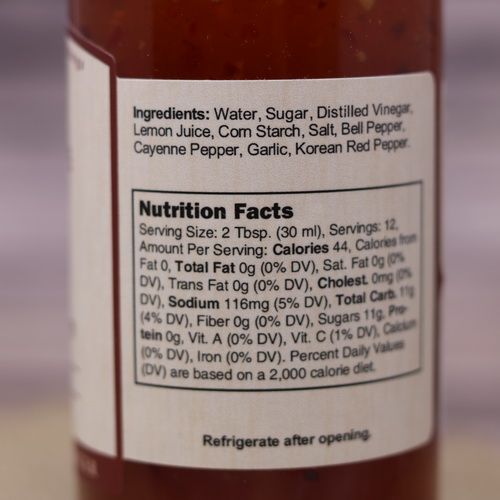 Ingredients: Water, Sugar, Distilled Vinegar,
Lemon Juice, Corn Starch, Salt, Bell Pepper,
Cayenne Pepper, Garlic, Korean Red Pepper.
Nutrition Facts
Serving Size: 2 Tbsp. (30 ml), Servings: 12,
Amount Per Serving: Calories 44, Calories from
Fat 0, Total Fat 0g (0% DV), Sat. Fat 0g (0%
DV), Trans Fat 0g (0% DV), Cholest. 0mg (0%
DV), Sodium 116mg (5% DV), Total Carb. 11g
(4% DV), Fiber 0g (0% DV), Sugars 11g, Pro-
tein 0g, Vit. A (0% DV), Vit. C (1% DV), Calcium
(0% DV), Iron (0% DV). Percent Daily Values
(DV) are based on a 2,000 calorie diet.
Refrigerate after opening.